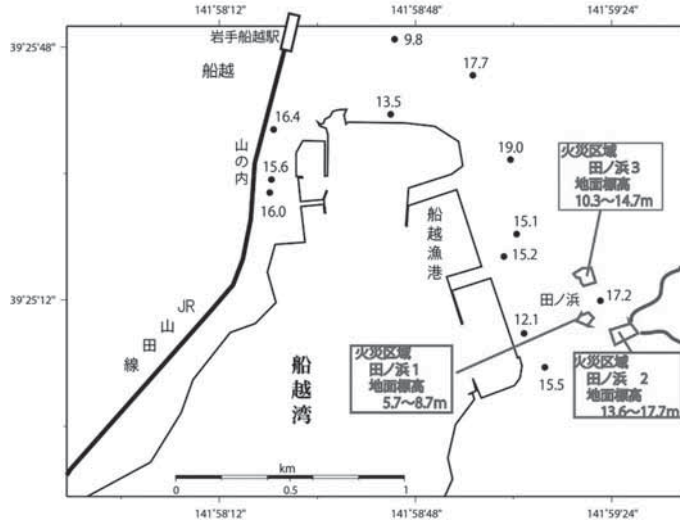 141°58'12
141°58'48
141°59'24
39°25'48
岩手船越駅
9.8
船越
17.7
13.5
16.4
山の内
19.0
火災区域
田ノ浜3
地面標高
10.3〜14.7m
15.6
16.0
船越漁港
15.1
15.2
39°25'12
田ノ浜
17.2
JR山田線
12.1
火災区域
田ノ浜1
地面標高
5.7〜8.7m
火災区域
田ノ浜 2
地面標高
13.6〜17.7m
船越湾
15.5
km
0
0.5
1
141°58'12
141°58'48
141°59'24